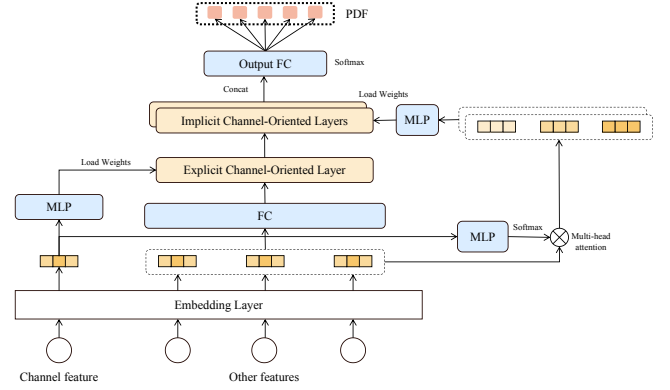 PDF
Output FC
Softmax
Concat
Load Weights
Implicit Channel-Oriented Layers
MLP
Load Weights
Explicit Channel-Oriented Layer
MLP
FC
MLP
Softmax
Multi-head
attention
Embedding Layer
Channel feature
Other features